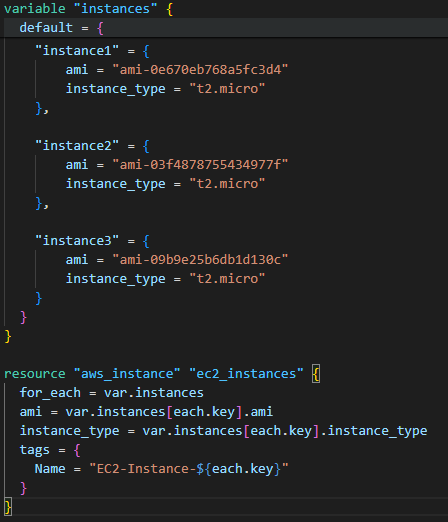 variable "instances" {
  default = {
    "instance1" = {
        ami = "ami-0e670eb768a5fc3d4"
        instance_type = "t2.micro"
    },
    "instance2" = {
        ami = "ami-03f4878755434977f"
        instance_type = "t2.micro"
    },
    "instance3" = {
        ami = "ami-09b9e25b6db1d130c"
        instance_type = "t2.micro"
    }
  }
}
resource "aws_instance" "ec2_instances" {
  for_each = var.instances
  ami = var.instances[each.key].ami
  instance_type = var.instances[each.key].instance_type
  tags = {
    Name = "EC2-Instance-${each.key}"
  }
}